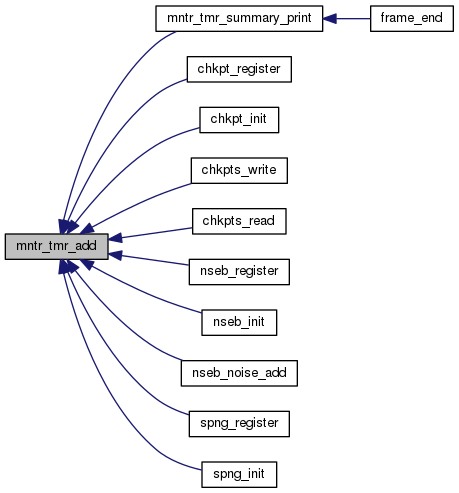 mntr_tmr_summary_print
frame_end
chkpt_register
chkpt_init
chkpts_write
chkpts_read
mntr_tmr_add
nseb_register
nseb_init
nseb_noise_add
spng_register
spng_init